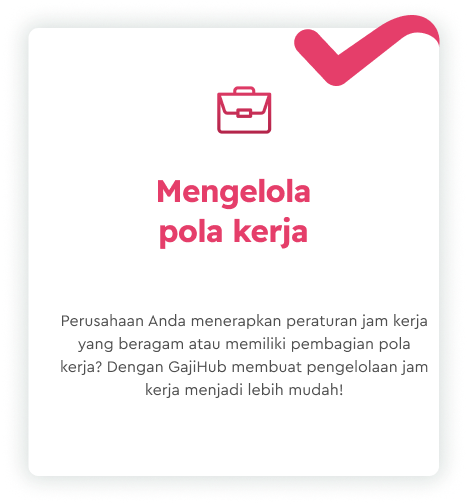 Mengelola
pola kerja
Perusahaan Anda menerapkan peraturan jam kerja
yang beragam atau memiliki pembagian pola
kerja? Dengan GajiHub membuat pengelolaan jam
kerja menjadi lebih mudah!